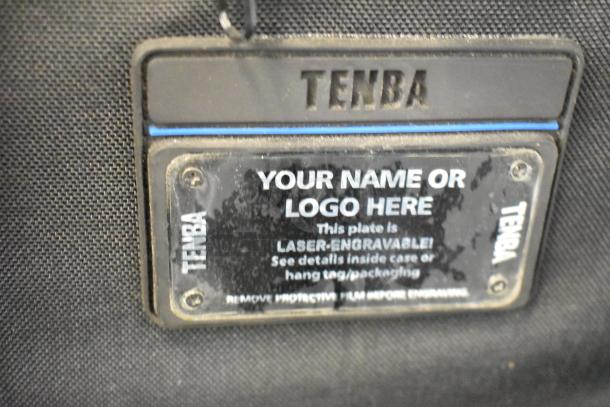 TENBA
YOUR NAME OR
LOGO HERE
This plate is
LASER-ENGRAVABLE!
See details inside case or
hang tag/packaging
REMOVE PROTECTIVE FILM BEFORE ENGRAVING
TENBA
TENBA